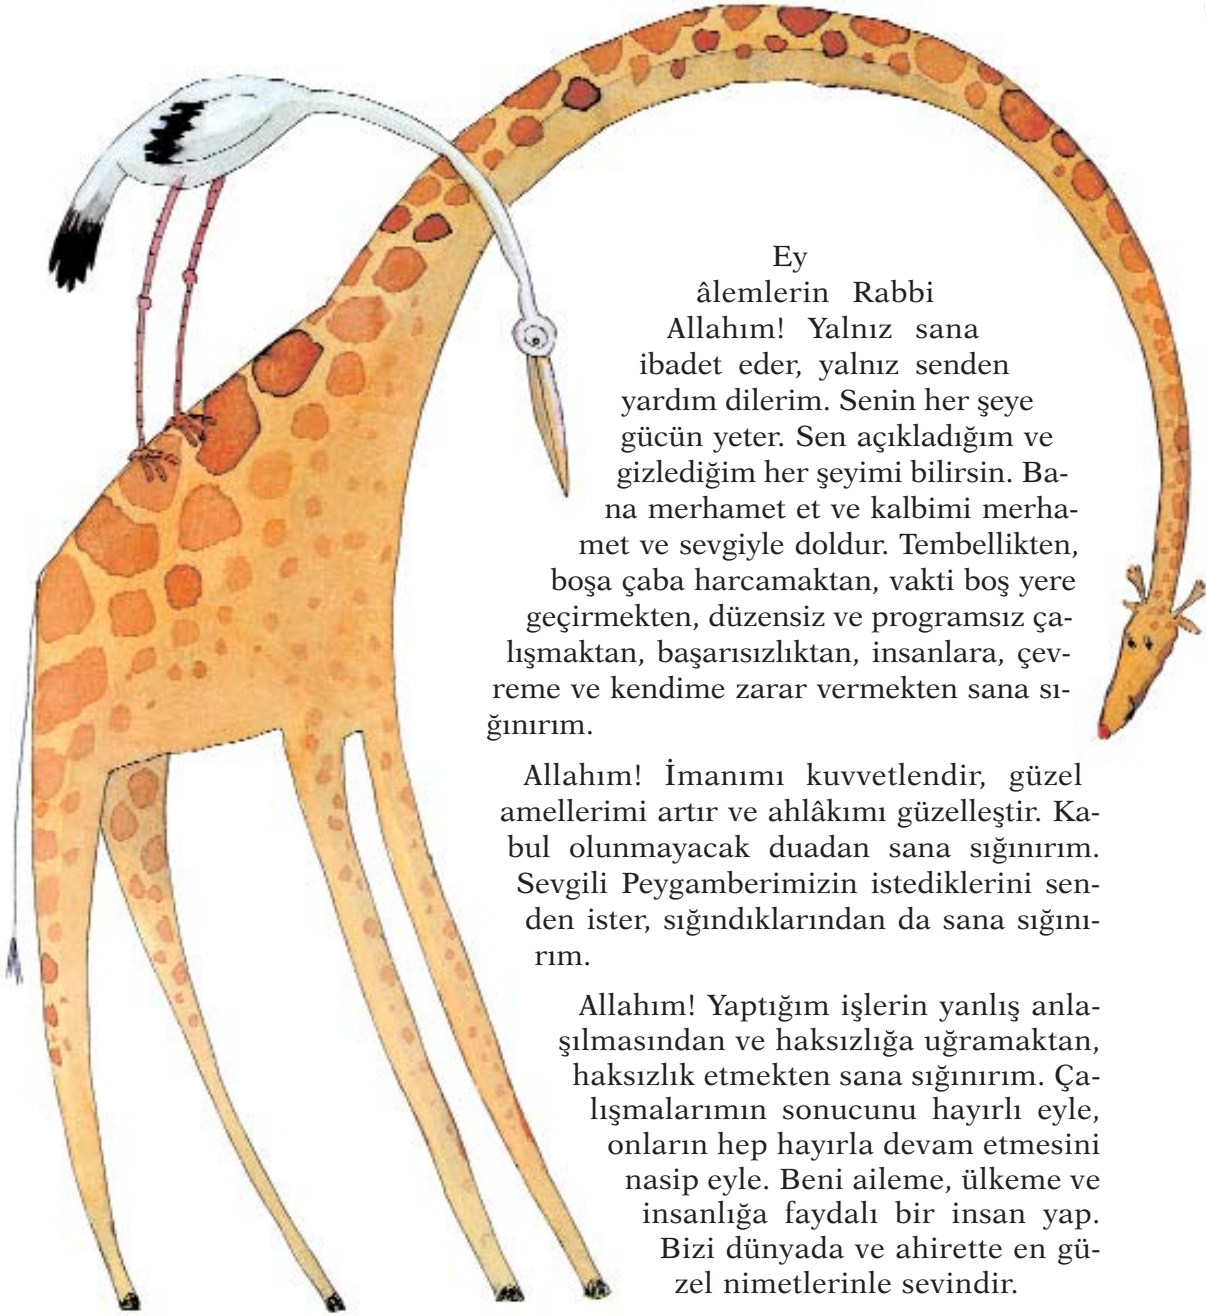 Ey
âlemlerin Rabbi
Allahım! Yalnız sana
ibadet eder, yalnız senden
yardım dilerim. Senin her şeye
gücün yeter. Sen açıkladığım ve
gizlediğim her şeyimi bilirsin. Ba-
na merhamet et ve kalbimi merha-
met ve sevgiyle doldur. Tembellikten,
boşa çaba harcamaktan, vakti boş yere
geçirmekten, düzensiz ve programsız ça-
lışmaktan, başarısızlıktan, insanlara, çev-
reme ve kendime zarar vermekten sana sı-
ğınırım.
Allahım! İmanımı kuvvetlendir, güzel
amellerimi artır ve ahlâkımı güzelleştir. Ka-
bul olunmayacak duadan sana sığınırım.
Sevgili Peygamberimizin istediklerini sen-
den ister, sığındıklarından da sana sığını-
rım.
Allahım! Yaptığım işlerin yanlış anla-
şılmasından ve haksızlığa uğramaktan,
haksızlık etmekten sana sığınırım. Ça-
lışmalarımın sonucunu hayırlı eyle,
onların hep hayırla devam etmesini
nasip eyle. Beni aileme, ülkeme ve
insanlığa faydalı bir insan yap.
Bizi dünyada ve ahirette en gü-
zel nimetlerinle sevindir.